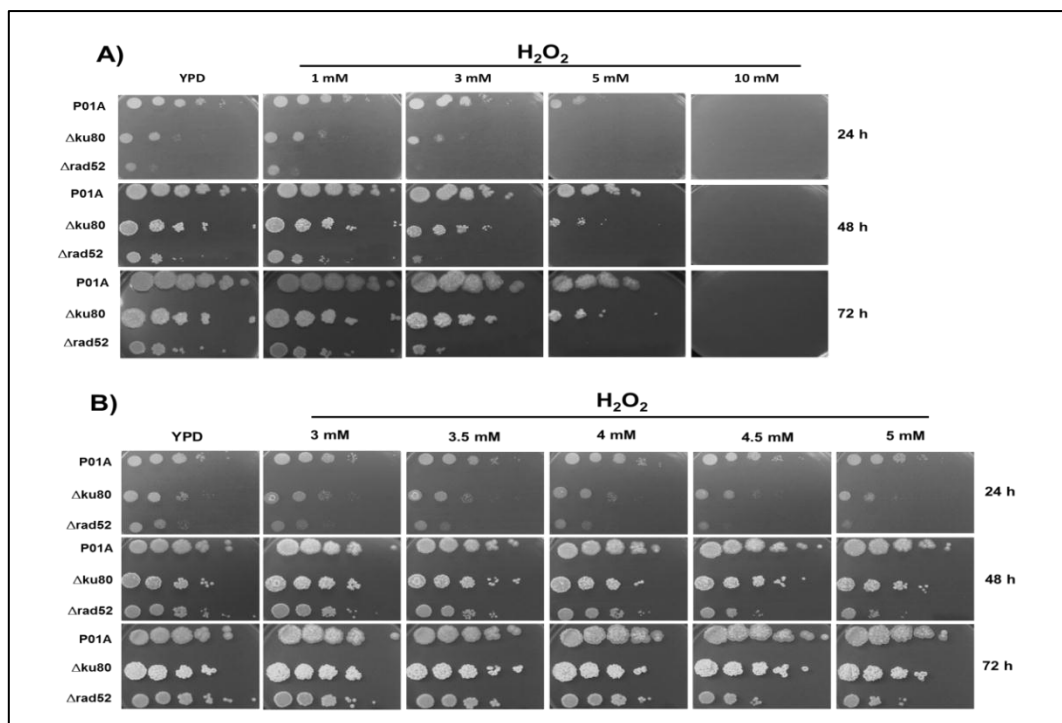 A)
H₂O₂
YPD 1 mM 3 mM 5 mM 10 mM
P01A
Δku80 24 h
Δrad52
P01A
Δku80 48 h
Δrad52
P01A
Δku80 72 h
Δrad52
B)
H₂O₂
YPD 3 mM 3.5 mM 4 mM 4.5 mM 5 mM
P01A
Δku80 24 h
Δrad52
P01A
Δku80 48 h
Δrad52
P01A
Δku80 72 h
Δrad52